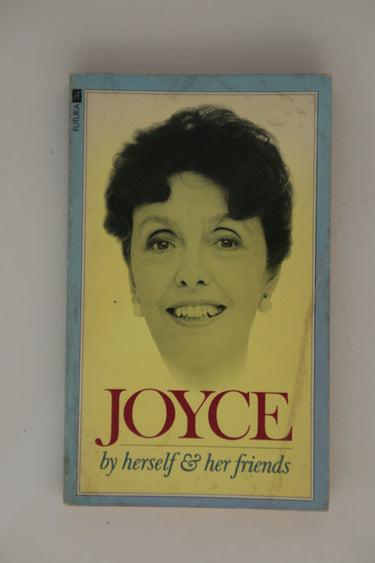 FUTURA
JOYCE
by herself & her friends